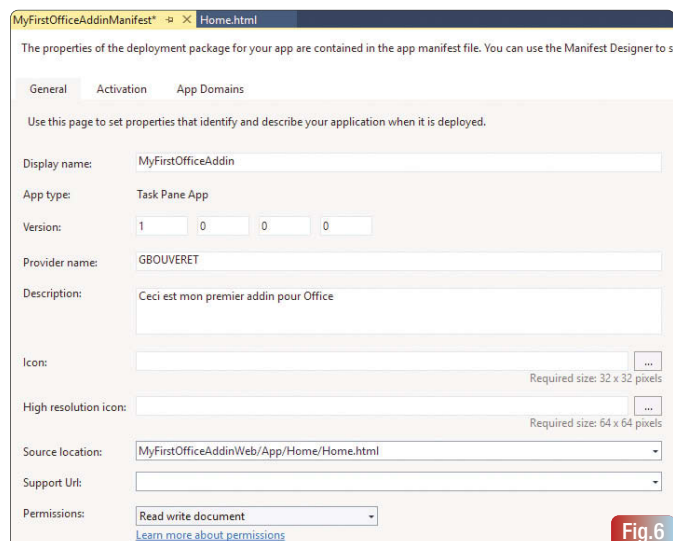 MyFirstOfficeAddinManifest* Home.html
The properties of the deployment package for your app are contained in the app manifest file. You can use the Manifest Designer to s
General Activation App Domains
Use this page to set properties that identify and describe your application when it is deployed.
Display name: MyFirstOfficeAddin
App type: Task Pane App
Version: 1 0 0 0
Provider name: GBOUVERET
Description: Ceci est mon premier addin pour Office
Icon: ...
Required size: 32 x 32 pixels
High resolution icon: ...
Required size: 64 x 64 pixels
Source location: MyFirstOfficeAddinWeb/App/Home/Home.html
Support Url:
Permissions: Read write document
Learn more about permissions
Fig.6